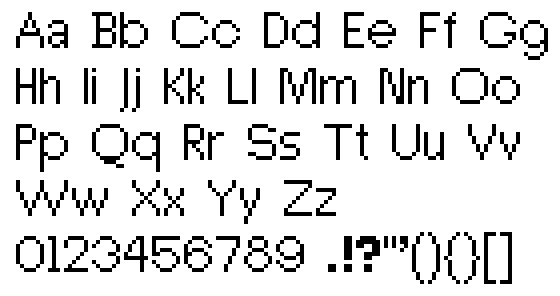 Aa Bb Cc Dd Ee Ff Gg
Hh Ii Jj Kk Ll Mm Nn Oo
Pp Qq Rr Ss Tt Uu Vv
Ww Xx Yy Zz
0123456789 .!?"'(){}[]